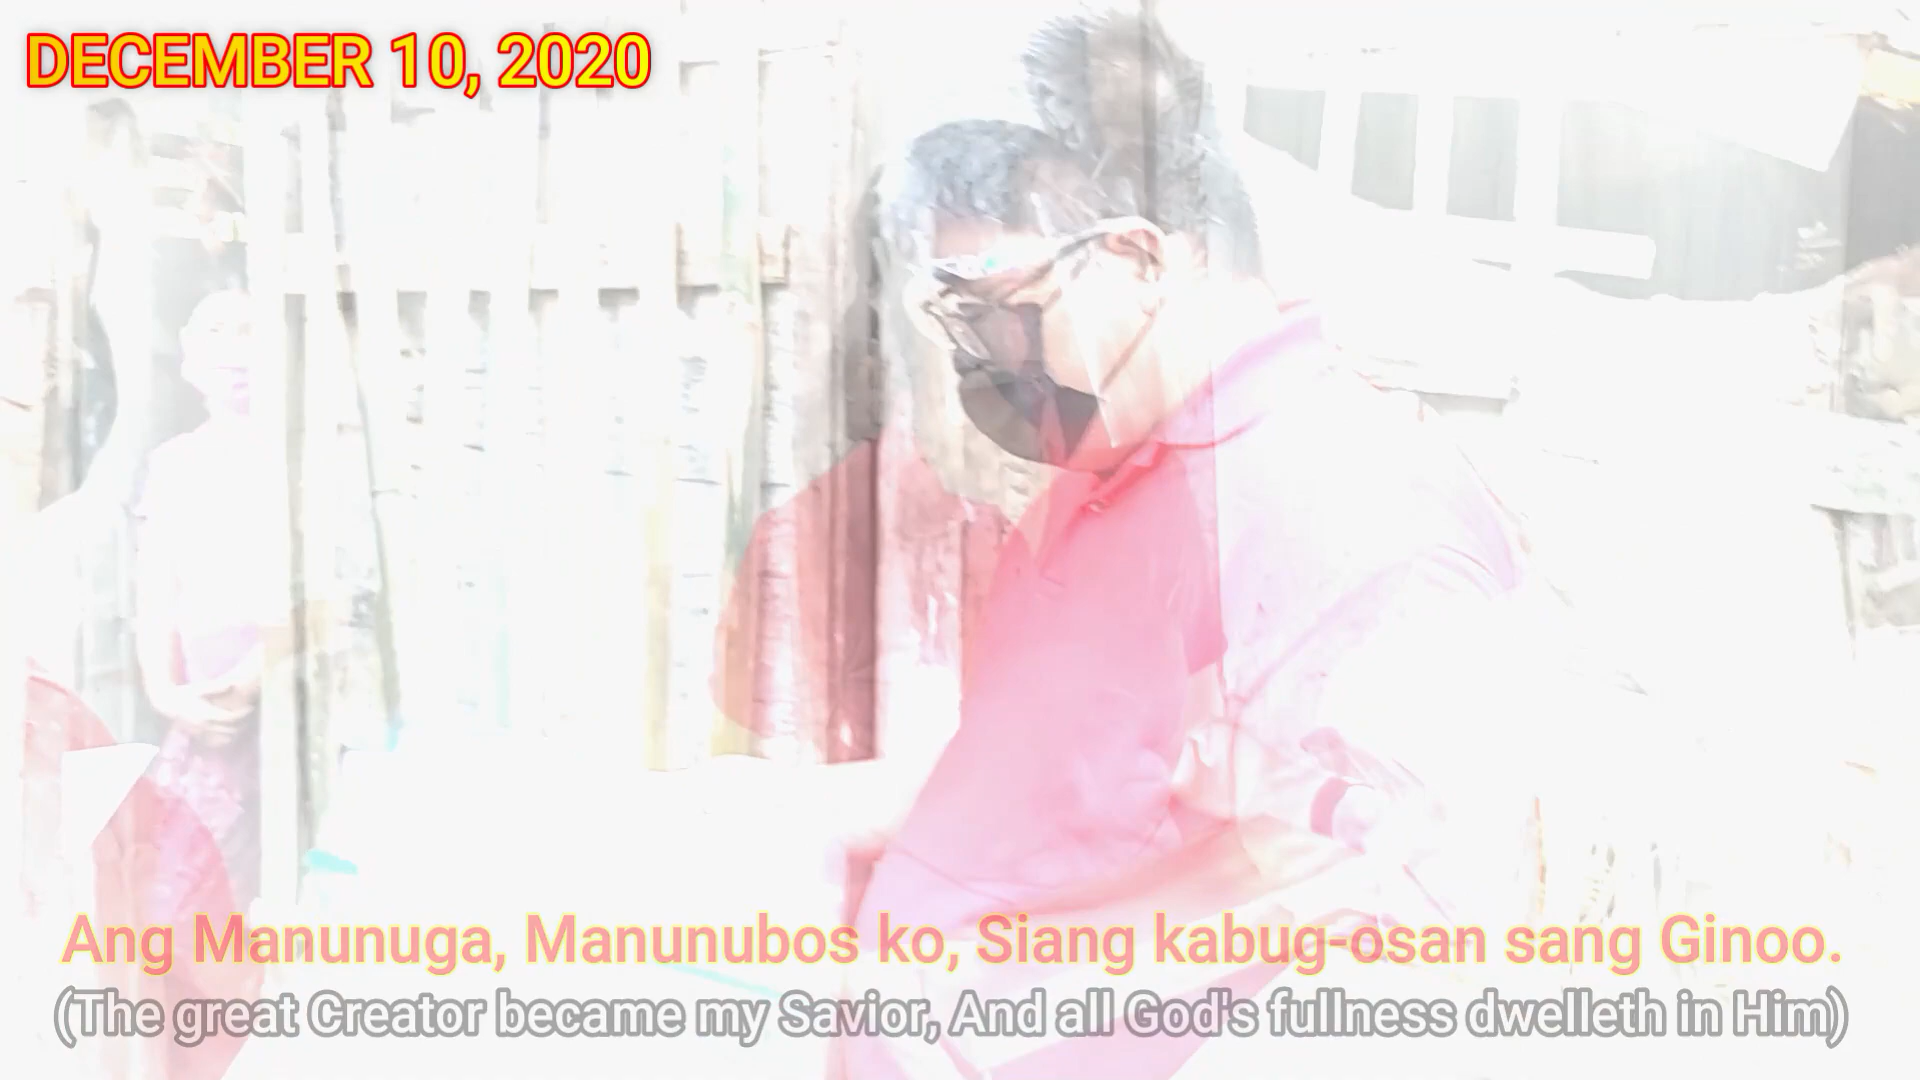 DECEMBER 10, 2020
Ang Manunuga, Manunubos ko, Siang kabug-osan sang Ginoo.
(The great Creator became my Savior, And all God's fullness dwelleth in Him)